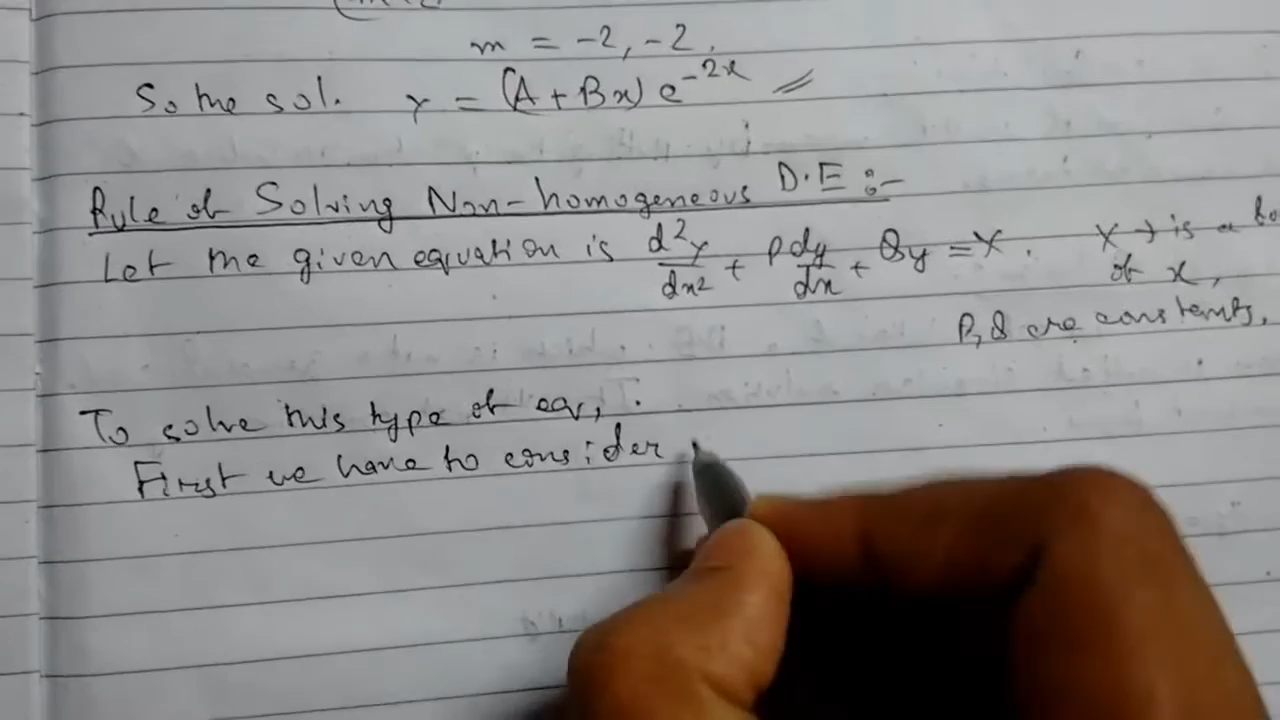 m = -2, -2.
So the sol. y = (A + Bx) e^{-2x}
Rule of Solving Non-homogeneous D.E :-
Let the given equation is d²y/dx² + P dy/dx + Qy = X. X → is a
of x,
P, Q are constants,
To solve this type of eq, :
First we have to consider